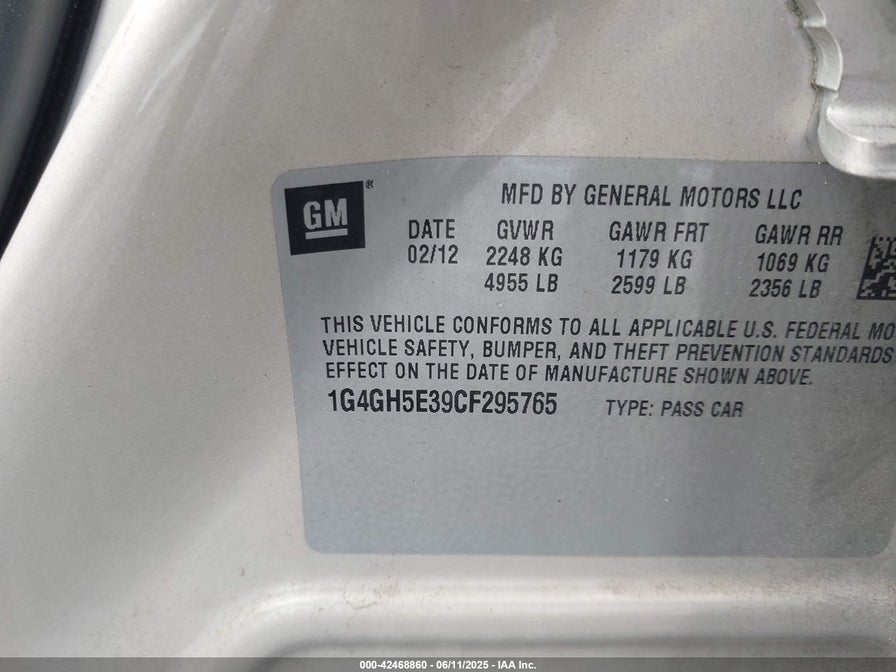 GM®
MFD BY GENERAL MOTORS LLC
DATE GVWR GAWR FRT GAWR RR
02/12 2248 KG 1179 KG 1069 KG
4955 LB 2599 LB 2356 LB
THIS VEHICLE CONFORMS TO ALL APPLICABLE U.S. FEDERAL MO
VEHICLE SAFETY, BUMPER, AND THEFT PREVENTION STANDARDS
EFFECT ON THE DATE OF MANUFACTURE SHOWN ABOVE.
1G4GH5E39CF295765 TYPE: PASS CAR
000-42468860 - 06/11/2025 - IAA Inc.